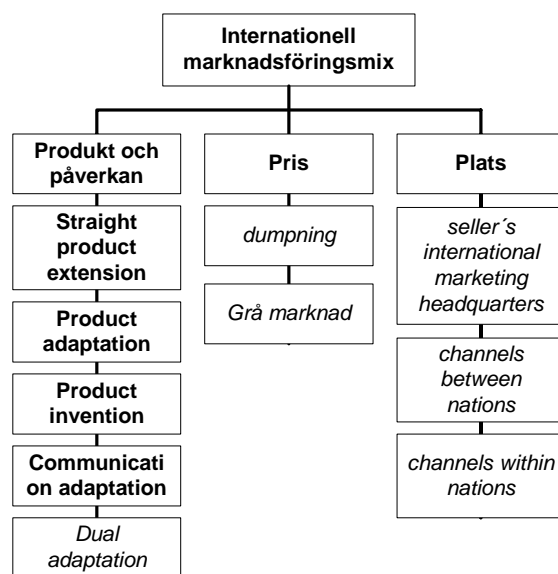 Internationell
marknadsföringsmix
Produkt och
påverkan
Straight
product
extension
Product
adaptation
Product
invention
Communicati
on adaptation
Dual
adaptation
Pris
dumpning
Grå marknad
Plats
seller´s
international
marketing
headquarters
channels
between
nations
channels within
nations